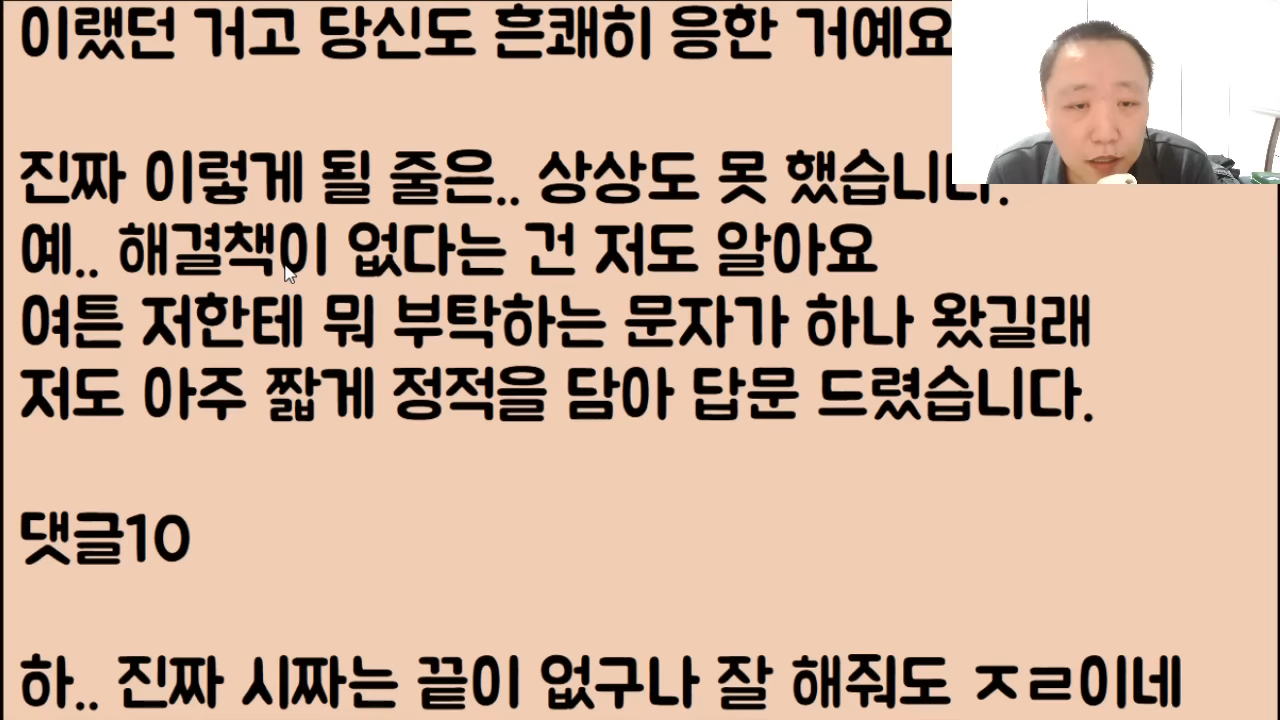 이랬던 거고 당신도 흔쾌히 응한 거예요
진짜 이렇게 될 줄은.. 상상도 못 했습니다.
예.. 해결책이 없다는 건 저도 알아요
여튼 저한테 뭐 부탁하는 문자가 하나 왔길래
저도 아주 짧게 정적을 담아 답문 드렸습니다.
댓글10
하.. 진짜 시짜는 끝이 없구나 잘 해줘도 ㅈㄹ이네